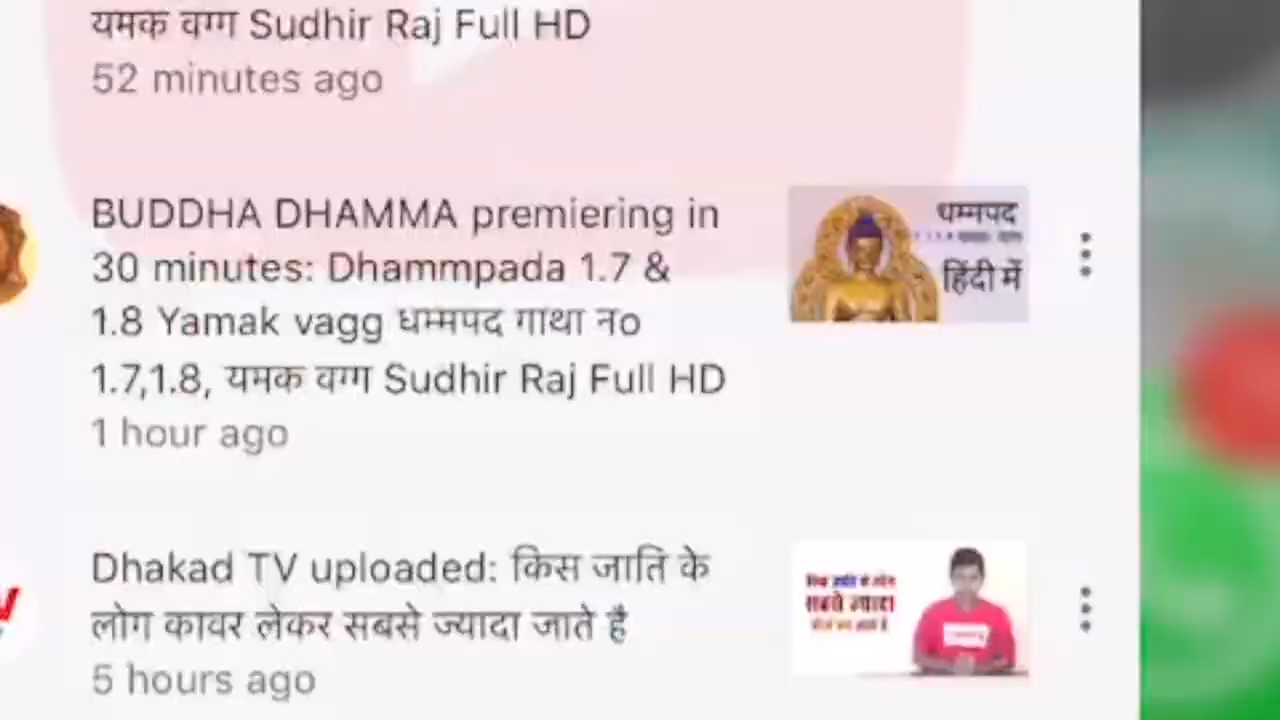 यमक वग्ग Sudhir Raj Full HD
52 minutes ago
BUDDHA DHAMMA premiering in
30 minutes: Dhammpada 1.7 &
1.8 Yamak vagg धम्मपद गाथा नo
1.7,1.8, यमक वग्ग Sudhir Raj Full HD
1 hour ago
धम्मपद
हिंदी में
Dhakad TV uploaded: किस जाति के
लोग कावर लेकर सबसे ज्यादा जाते है
5 hours ago
किस जाति के लोग
सबसे ज्यादा